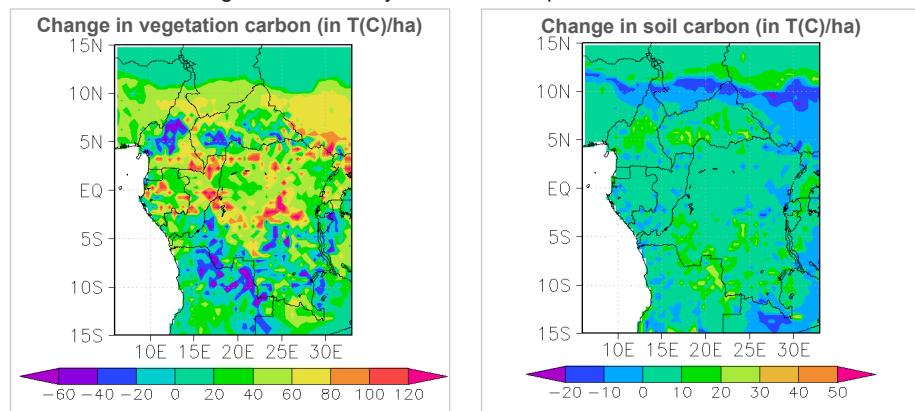 Change in vegetation carbon (in T(C)/ha)
15N
10N
5N
EQ
5S
10S
15S
10E 15E 20E 25E 30E
−60 −40 −20 0 20 40 60 80 100 120
Change in soil carbon (in T(C)/ha)
15N
10N
5N
EQ
5S
10S
15S
10E 15E 20E 25E 30E
−20 −10 0 10 20 30 40 50